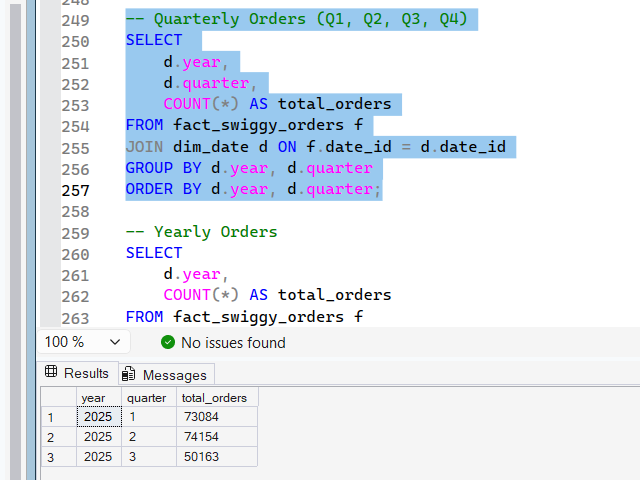 249 -- Quarterly Orders (Q1, Q2, Q3, Q4)
250 SELECT
251 d.year,
252 d.quarter,
253 COUNT(*) AS total_orders
254 FROM fact_swiggy_orders f
255 JOIN dim_date d ON f.date_id = d.date_id
256 GROUP BY d.year, d.quarter
257 ORDER BY d.year, d.quarter;
258
259 -- Yearly Orders
260 SELECT
261 d.year,
262 COUNT(*) AS total_orders
263 FROM fact_swiggy_orders f
100 % No issues found
Results Messages
year quarter total_orders
1 2025 1 73084
2 2025 2 74154
3 2025 3 50163